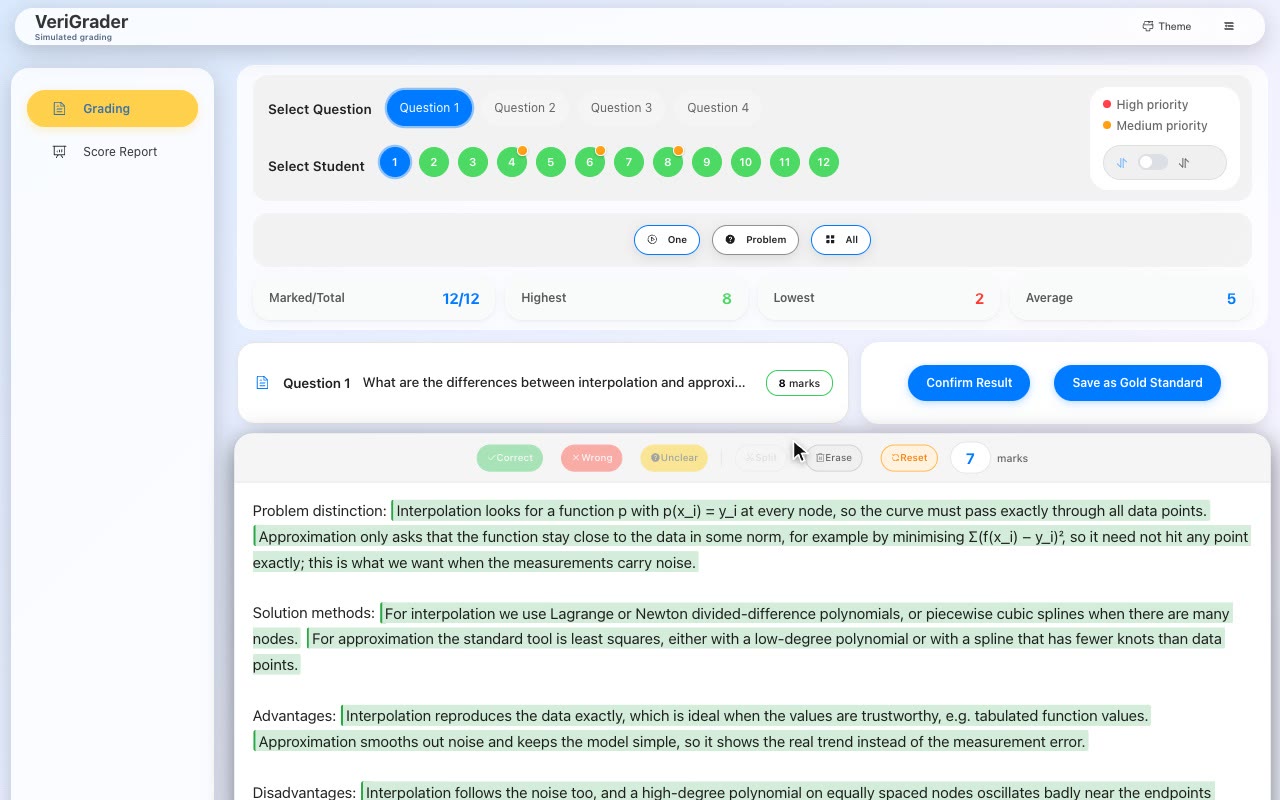 VeriGrader
Simulated grading
Theme
Grading
Score Report
Select Question
Question 1
Question 2
Question 3
Question 4
Select Student
1
2
3
4
5
6
7
8
9
10
11
12
High priority
Medium priority
One
Problem
All
Marked/Total
12/12
Highest
8
Lowest
2
Average
5
Question 1
What are the differences between interpolation and approxi...
8 marks
Confirm Result
Save as Gold Standard
Correct
Wrong
Unclear
Split
Erase
Reset
7
marks
Problem distinction: Interpolation looks for a function p with p(x_i) = y_i at every node, so the curve must pass exactly through all data points.
Approximation only asks that the function stay close to the data in some norm, for example by minimising Σ(f(x_i) − y_i)², so it need not hit any point
exactly; this is what we want when the measurements carry noise.
Solution methods: For interpolation we use Lagrange or Newton divided-difference polynomials, or piecewise cubic splines when there are many
nodes. For approximation the standard tool is least squares, either with a low-degree polynomial or with a spline that has fewer knots than data
points.
Advantages: Interpolation reproduces the data exactly, which is ideal when the values are trustworthy, e.g. tabulated function values.
Approximation smooths out noise and keeps the model simple, so it shows the real trend instead of the measurement error.
Disadvantages: Interpolation follows the noise too, and a high-degree polynomial on equally spaced nodes oscillates badly near the endpoints